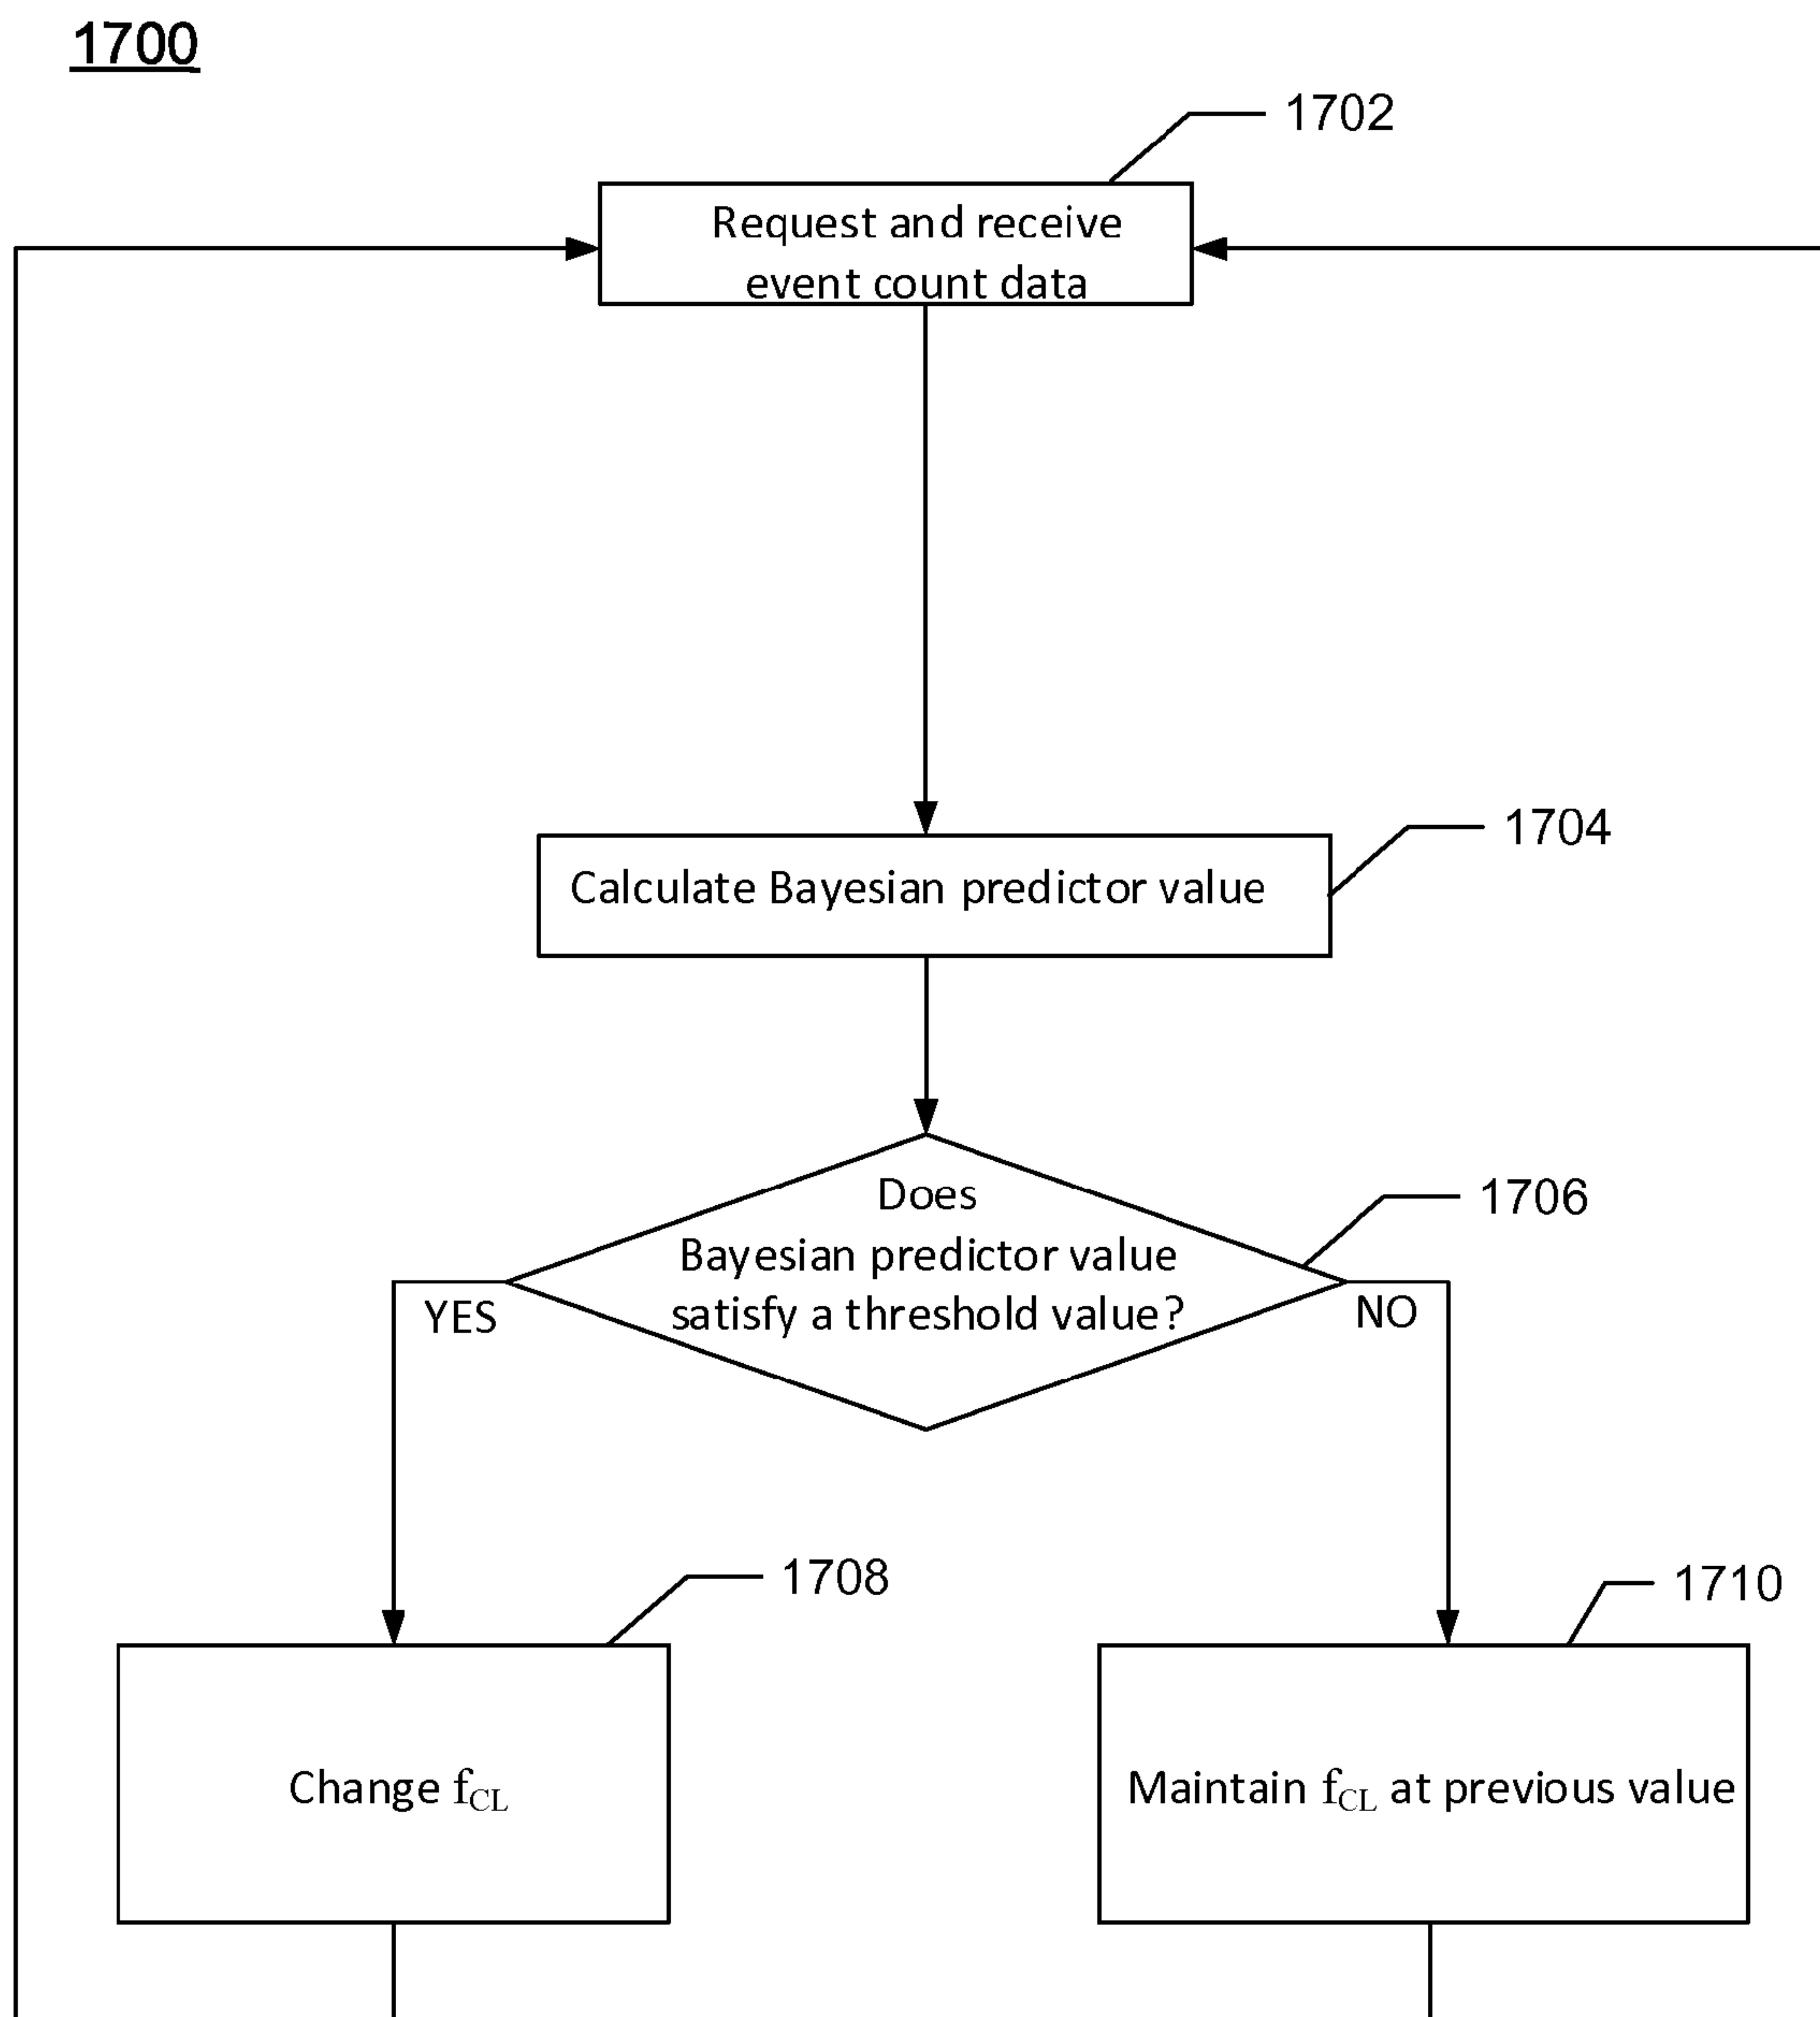 1700
1702
Request and receive
event count data
1704
Calculate Bayesian predictor value
1706
Does
Bayesian predictor value
satisfy a threshold value?
YES
NO
1708
1710
Change fCL
Maintain fCL at previous value